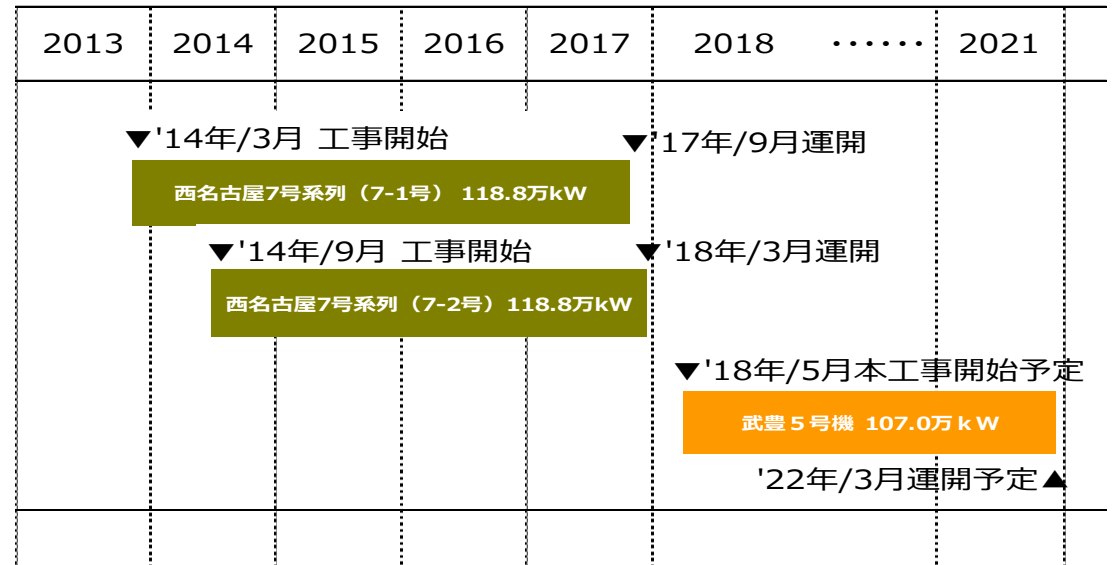 2013 2014 2015 2016 2017 2018 ‥‥‥ 2021
▼'14年/3月 工事開始 ▼'17年/9月運開
西名古屋7号系列（7-1号） 118.8万kW
▼'14年/9月 工事開始 ▼'18年/3月運開
西名古屋7号系列（7-2号）118.8万kW
▼'18年/5月本工事開始予定
武豊５号機 107.0万ｋＷ
'22年/3月運開予定▲